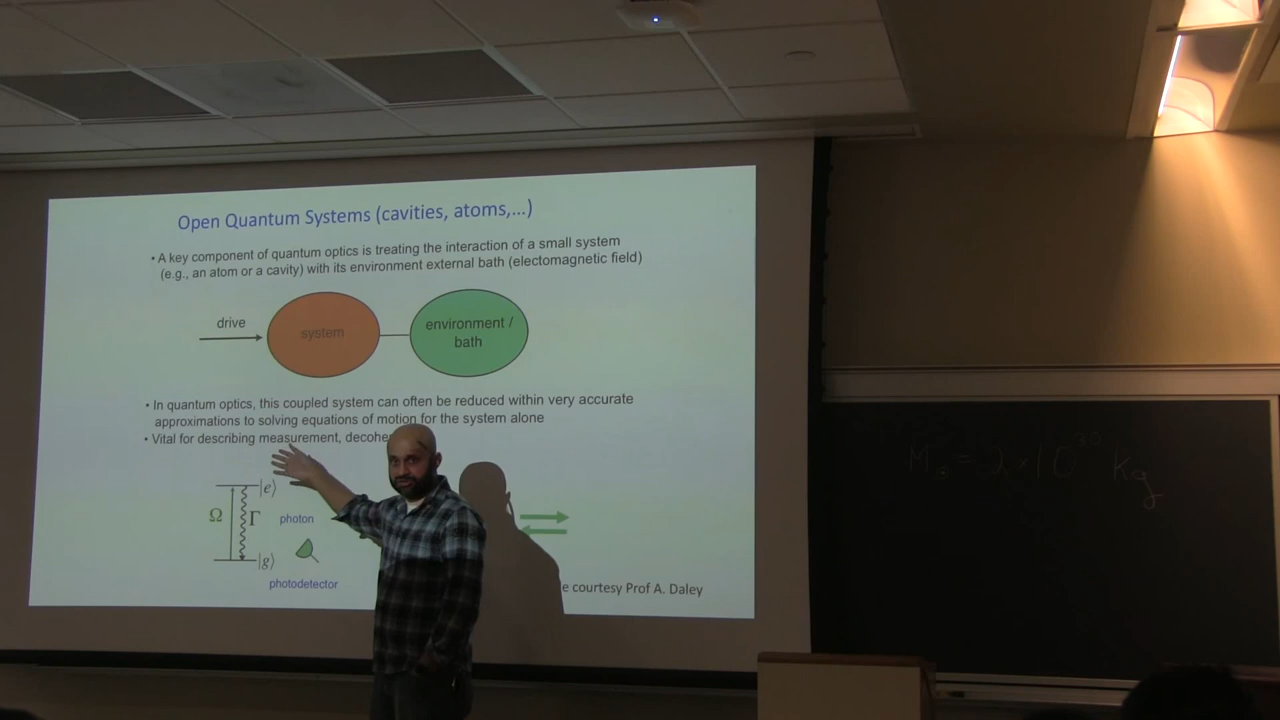 Open Quantum Systems (cavities, atoms,...)
• A key component of quantum optics is treating the interaction of a small system
(e.g., an atom or a cavity) with its environment external bath (electomagnetic field)
drive
system
environment /
bath
• In quantum optics, this coupled system can often be reduced within very accurate
approximations to solving equations of motion for the system alone
• Vital for describing measurement,
|e⟩
Ω
Γ
photon
|g⟩
photodetector
courtesy Prof A. Daley
Kg